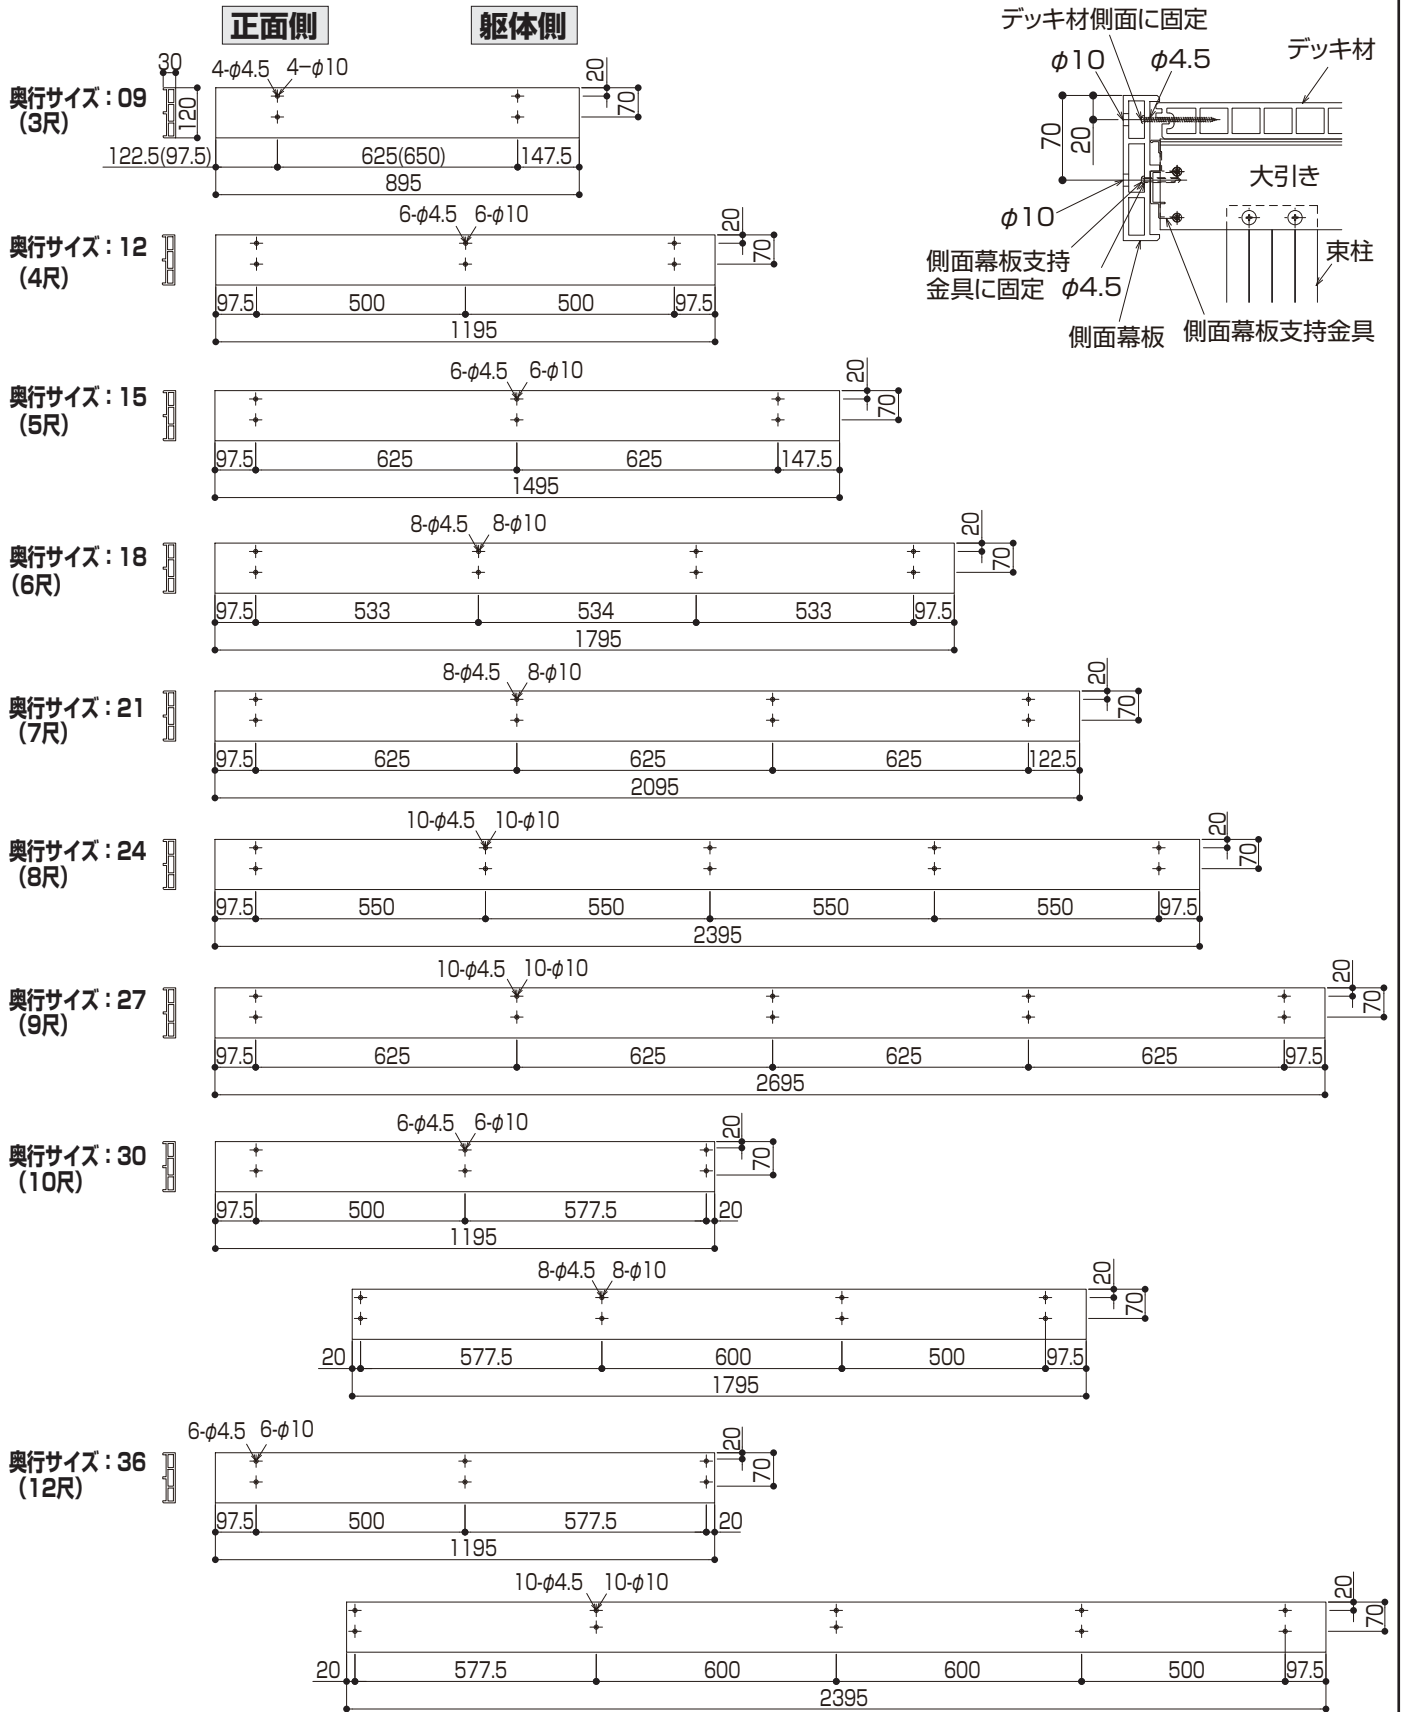 正面側
躯体側
デッキ材側面に固定
φ10
φ4.5
デッキ材
70
20
大引き
φ10
側面幕板支持
金具に固定
φ4.5
束柱
側面幕板
側面幕板支持金具
奥行サイズ：09
（3尺）
30
120
4-φ4.5 4−φ10
20
70
122.5(97.5) 625(650) 147.5
895
奥行サイズ：12
（4尺）
6-φ4.5 6-φ10
20
70
97.5 500 500 97.5
1195
奥行サイズ：15
（5尺）
6-φ4.5 6-φ10
20
70
97.5 625 625 147.5
1495
奥行サイズ：18
（6尺）
8-φ4.5 8-φ10
20
70
97.5 533 534 533 97.5
1795
奥行サイズ：21
（7尺）
8-φ4.5 8-φ10
20
70
97.5 625 625 625 122.5
2095
奥行サイズ：24
（8尺）
10-φ4.5 10-φ10
20
70
97.5 550 550 550 550 97.5
2395
奥行サイズ：27
（9尺）
10-φ4.5 10-φ10
20
70
97.5 625 625 625 625 97.5
2695
奥行サイズ：30
（10尺）
6-φ4.5 6-φ10
20
70
97.5 500 577.5 20
1195
8-φ4.5 8-φ10
20
70
20 577.5 600 500 97.5
1795
奥行サイズ：36
（12尺）
6-φ4.5 6-φ10
20
70
97.5 500 577.5 20
1195
10-φ4.5 10-φ10
20
70
20 577.5 600 600 500 97.5
2395